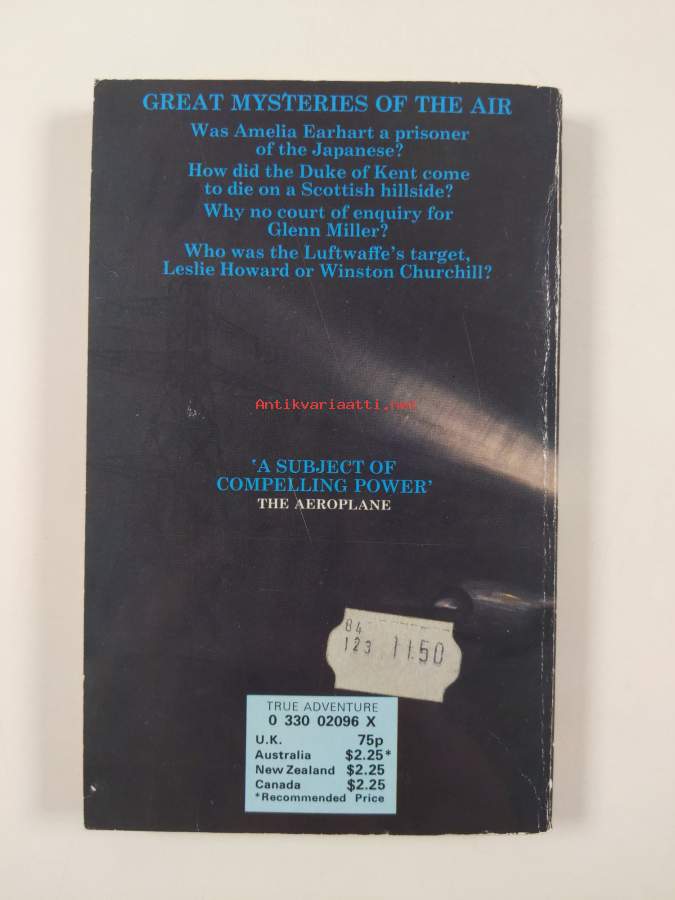 GREAT MYSTERIES OF THE AIR
Was Amelia Earhart a prisoner
of the Japanese?
How did the Duke of Kent come
to die on a Scottish hillside?
Why no court of enquiry for
Glenn Miller?
Who was the Luftwaffe's target,
Leslie Howard or Winston Churchill?
Antikvariaatti.net
'A SUBJECT OF
COMPELLING POWER'
THE AEROPLANE
84
123 11.50
TRUE ADVENTURE
0 330 02096 X
U.K. 75p
Australia $2.25*
New Zealand $2.25
Canada $2.25
*Recommended Price